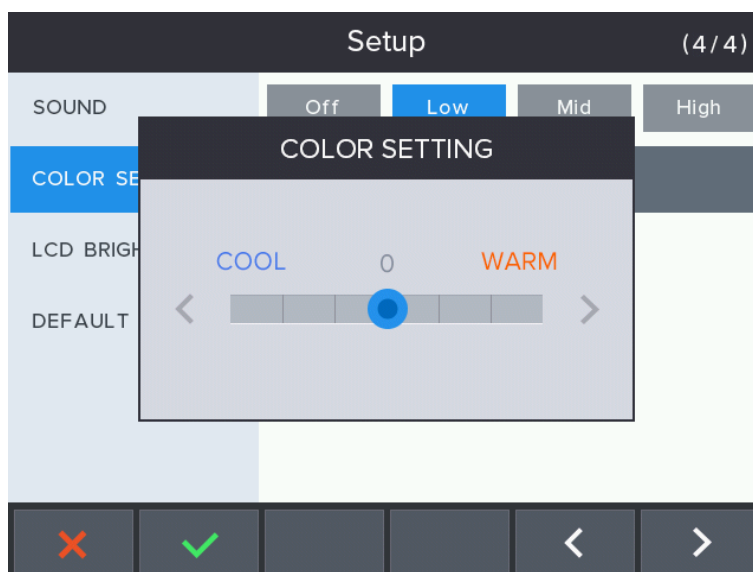 Setup (4/4)
SOUND Off Low Mid High
COLOR SETTING
COLOR SE
LCD BRIGH
COOL 0 WARM
DEFAULT